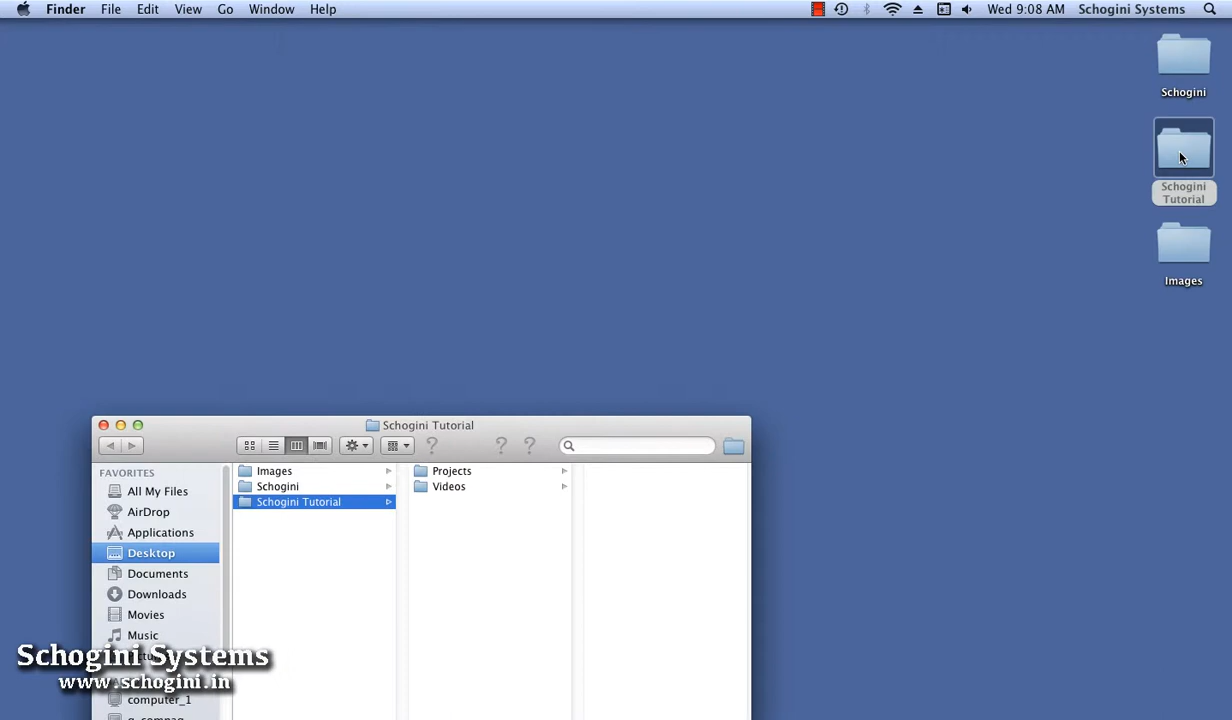 Finder File Edit View Go Window Help Wed 9:08 AM Schogini Systems
Schogini
Schogini
Tutorial
Images
Schogini Tutorial
? ? ?
FAVORITES
All My Files
AirDrop
Applications
Desktop
Documents
Downloads
Movies
Music
computer_1
Images
Schogini
Schogini Tutorial
Projects
Videos
Schogini Systems
www.schogini.in